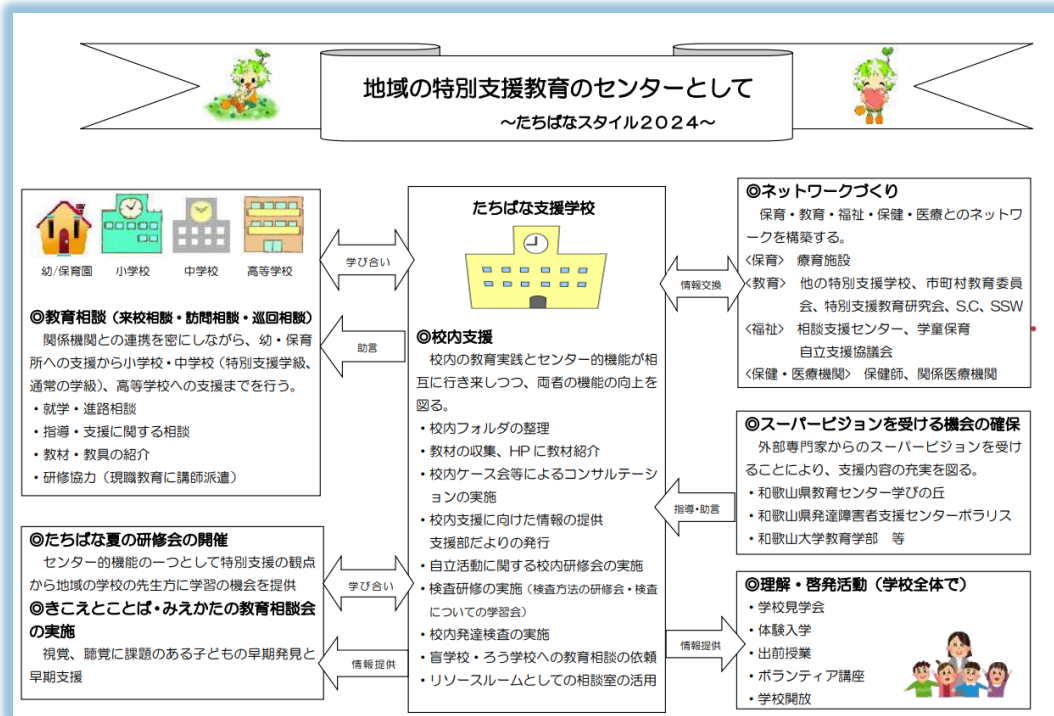 地域の特別支援教育のセンターとして
～たちばなスタイル２０２４～
幼/保育園
小学校
中学校
高等学校
◎教育相談（来校相談・訪問相談・巡回相談）
関係機関との連携を密にしながら、幼・保育
所への支援から小学校・中学校（特別支援学級、
通常の学級）、高等学校への支援までを行う。
・就学・進路相談
・指導・支援に関する相談
・教材・教具の紹介
・研修協力（現職教育に講師派遣）
◎たちばな夏の研修会の開催
センター的機能の一つとして特別支援の観点
から地域の学校の先生方に学習の機会を提供
◎きこえとことば・みえかたの教育相談会
の実施
視覚、聴覚に課題のある子どもの早期発見と
早期支援
学び合い
助言
学び合い
情報提供
たちばな支援学校
◎校内支援
校内の教育実践とセンター的機能が相
互に行き来しつつ、両者の機能の向上を
図る。
・校内フォルダの整理
・教材の収集、HPに教材紹介
・校内ケース会等によるコンサルテーシ
ョンの実施
・校内支援に向けた情報の提供
支援部だよりの発行
・自立活動に関する校内研修会の実施
・検査研修の実施（検査方法の研修会・検査
についての学習会）
・校内発達検査の実施
・盲学校・ろう学校への教育相談の依頼
・リソースルームとしての相談室の活用
情報交換
指導・助言
情報提供
◎ネットワークづくり
保育・教育・福祉・保健・医療とのネットワ
ークを構築する。
〈保育〉 療育施設
〈教育〉 他の特別支援学校、市町村教育委員
会、特別支援教育研究会、S.C、SSW
〈福祉〉 相談支援センター、学童保育
自立支援協議会
〈保健・医療機関〉 保健師、関係医療機関
◎スーパービジョンを受ける機会の確保
外部専門家からのスーパービジョンを受け
ることにより、支援内容の充実を図る。
・和歌山県教育センター学びの丘
・和歌山県発達障害者支援センターポラリス
・和歌山大学教育学部 等
◎理解・啓発活動（学校全体で）
・学校見学会
・体験入学
・出前授業
・ボランティア講座
・学校開放